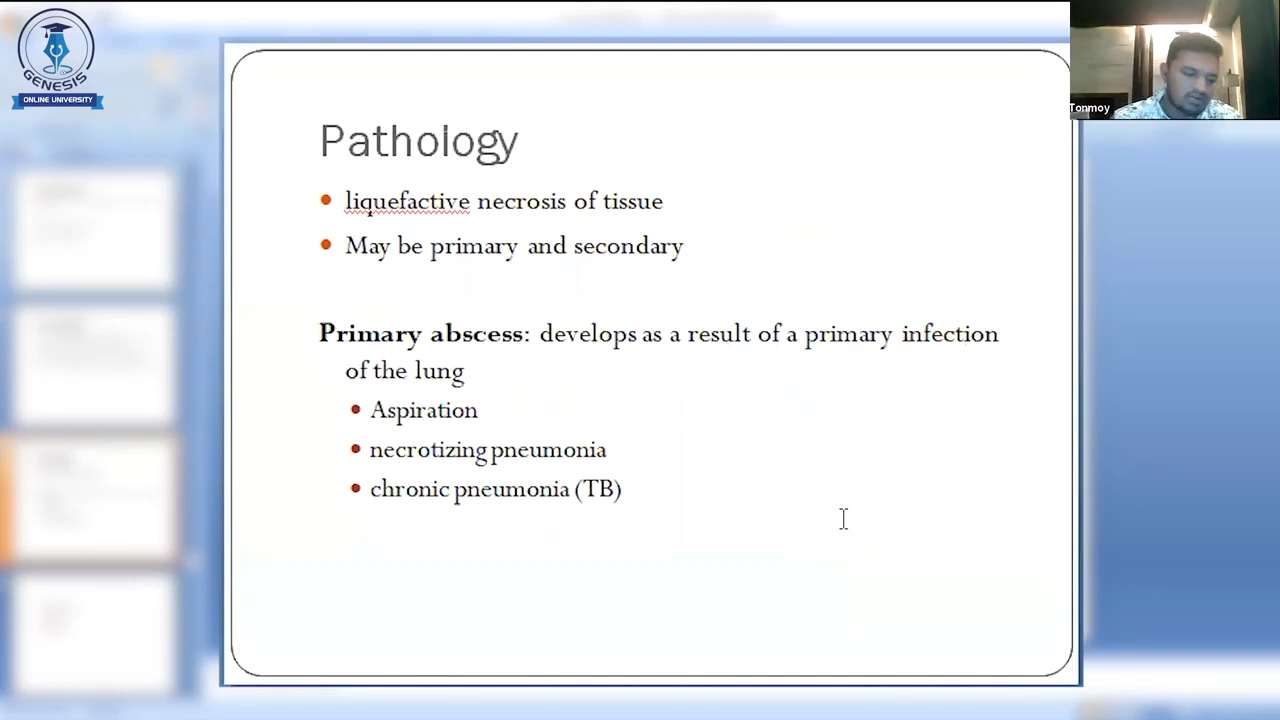 GENESIS
ONLINE UNIVERSITY
Tonmoy
Pathology
liquefactive necrosis of tissue
May be primary and secondary
Primary abscess: develops as a result of a primary infection
of the lung
Aspiration
necrotizing pneumonia
chronic pneumonia (TB)